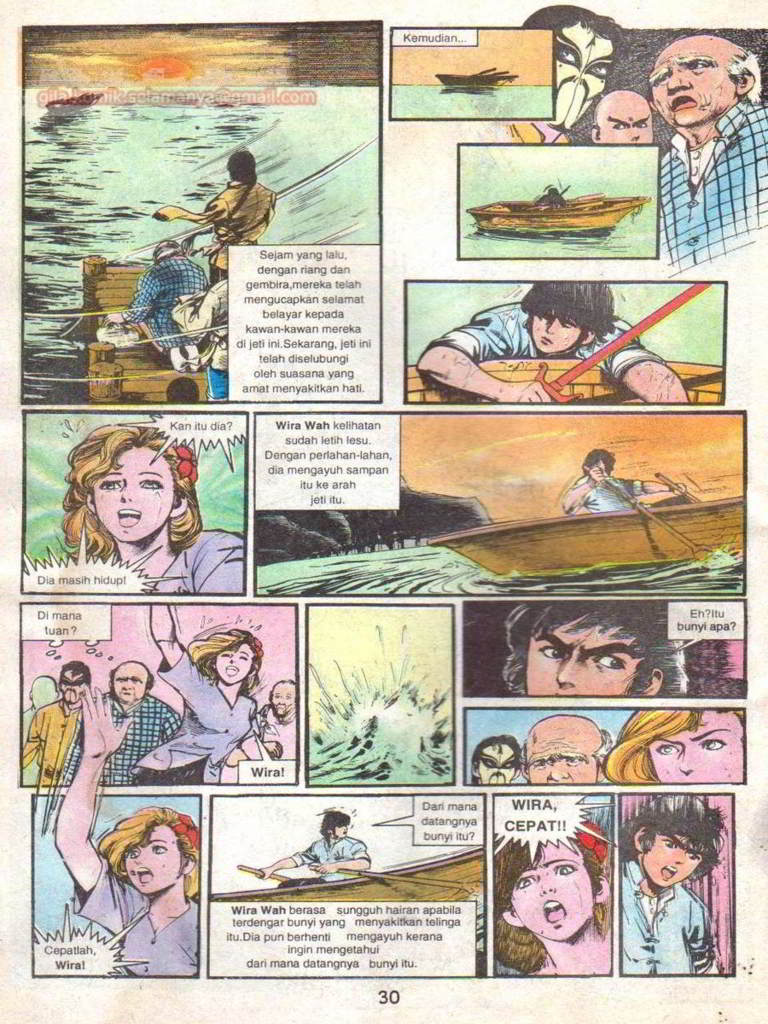 gilakomik.selamanya@gmail.com
Kemudian...
Sejam yang lalu,
dengan riang dan
gembira,mereka telah
mengucapkan selamat
belayar kepada
kawan-kawan mereka
di jeti ini.Sekarang, jeti ini
telah diselubungi
oleh suasana yang
amat menyakitkan hati.
Kan itu dia?
Dia masih hidup!
Wira Wah kelihatan
sudah letih lesu.
Dengan perlahan-lahan,
dia mengayuh sampan
itu ke arah
jeti itu.
Di mana
tuan?
Wira!
Eh?Itu
bunyi apa?
Cepatlah,
Wira!
Dari mana
datangnya
bunyi itu?
Wira Wah berasa sungguh hairan apabila
terdengar bunyi yang menyakitkan telinga
itu.Dia pun berhenti mengayuh kerana
ingin mengetahui
dari mana datangnya bunyi itu.
WIRA,
CEPAT!!
30